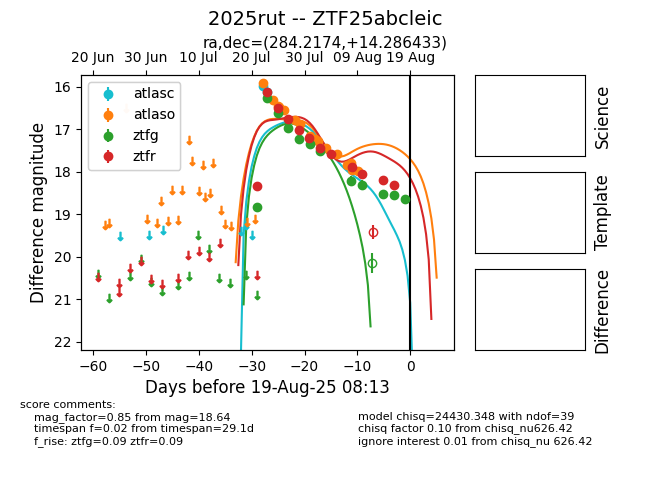 2025rut -- ZTF25abcleic
ra,dec=(284.2174,+14.286433)
20 Jun 30 Jun 10 Jul 20 Jul 30 Jul 09 Aug 19 Aug
atlasc
atlaso
ztfg
ztfr
16
17
18
19
20
21
22
Difference magnitude
−60 −50 −40 −30 −20 −10 0
Days before 19-Aug-25 08:13
Science
Template
Difference
score comments:
mag_factor=0.85 from mag=18.64
timespan f=0.02 from timespan=29.1d
f_rise: ztfg=0.09 ztfr=0.09
model chisq=24430.348 with ndof=39
chisq factor 0.10 from chisq_nu626.42
ignore interest 0.01 from chisq_nu 626.42